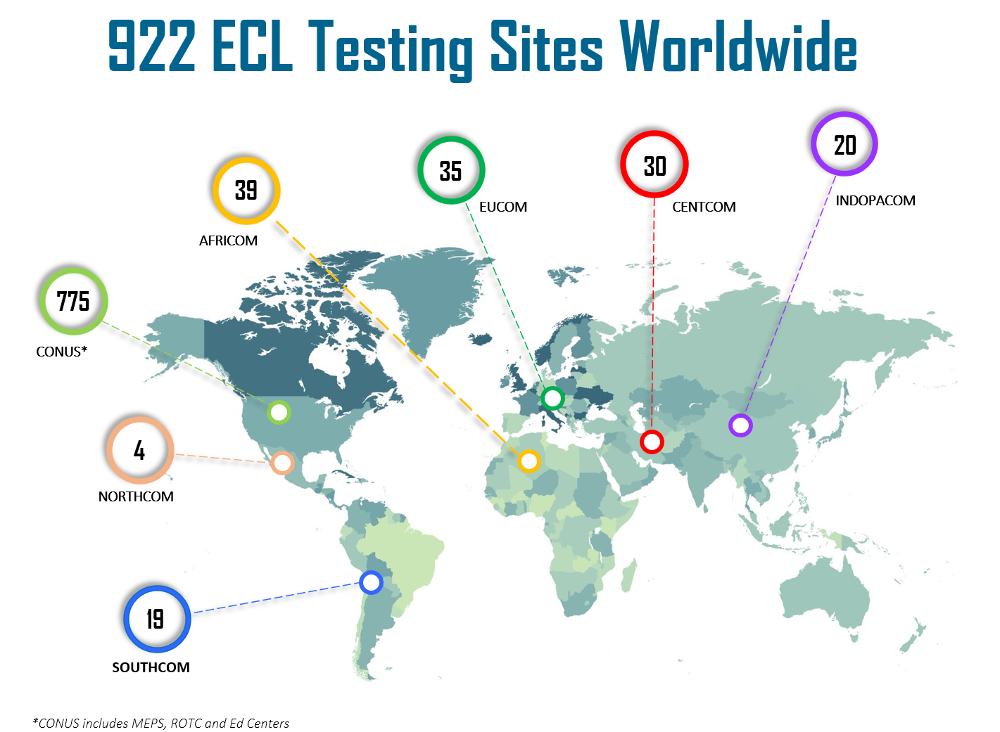 922 ECL Testing Sites Worldwide
20
INDOPACOM
30
CENTCOM
35
EUCOM
39
AFRICOM
775
CONUS*
4
NORTHCOM
19
SOUTHCOM
*CONUS includes MEPS, ROTC and Ed Centers